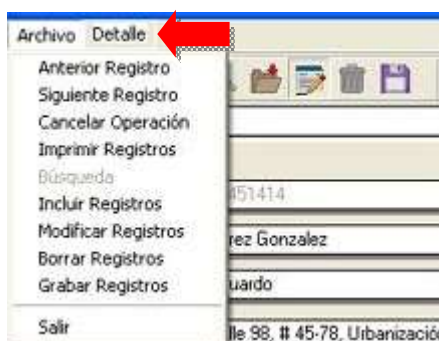 Archivo Detalle
Anterior Registro
Siguiente Registro
Cancelar Operación
Imprimir Registros
Búsqueda
451414
Incluir Registros
Modificar Registros
rez Gonzalez
Borrar Registros
Grabar Registros
uardo
Salir
lle 98, # 45-78, Urbanizació